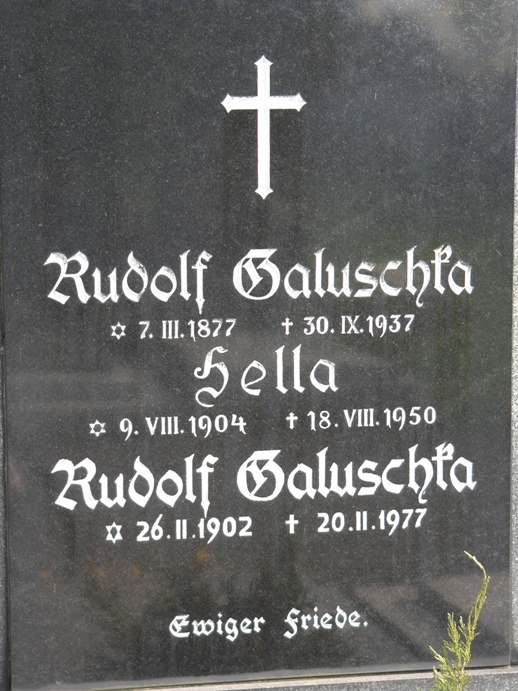 Rudolf Galuschka
✡ 7. III. 1877 † 30. IX. 1937
Hella
✡ 9. VIII. 1904 † 18. VIII. 1950
Rudolf Galuschka
✡ 26. II. 1902 † 20. II. 1977
Ewiger Friede.